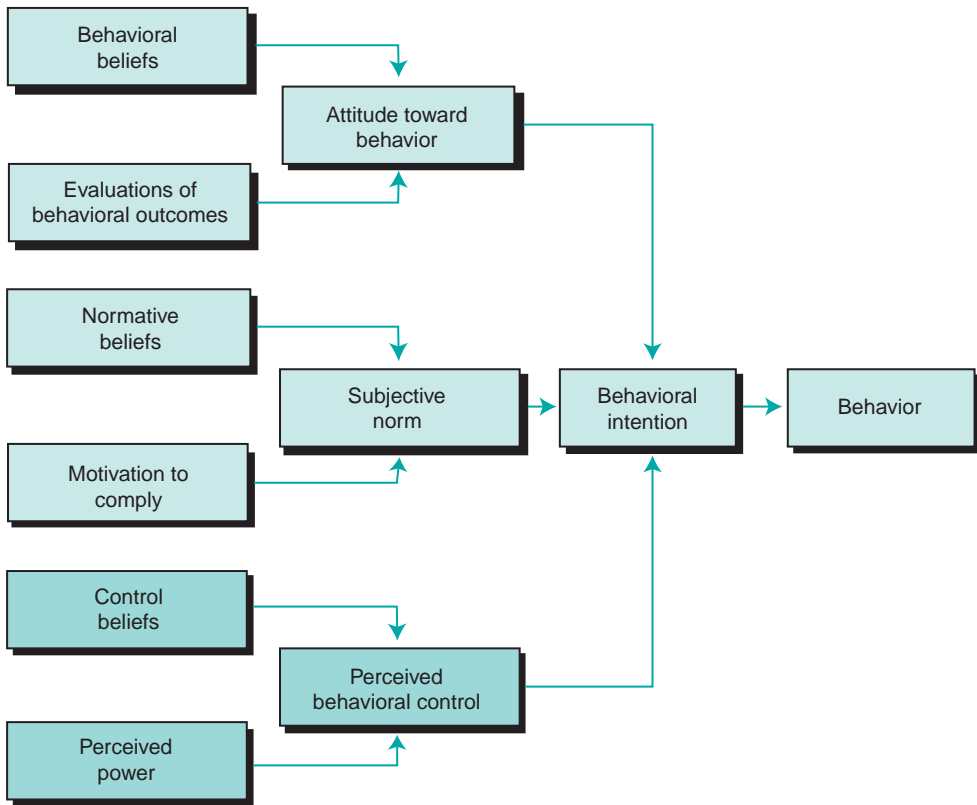 Behavioral
beliefs
Attitude toward
behavior
Evaluations of
behavioral outcomes
Normative
beliefs
Subjective
norm
Behavioral
intention
Behavior
Motivation to
comply
Control
beliefs
Perceived
behavioral control
Perceived
power